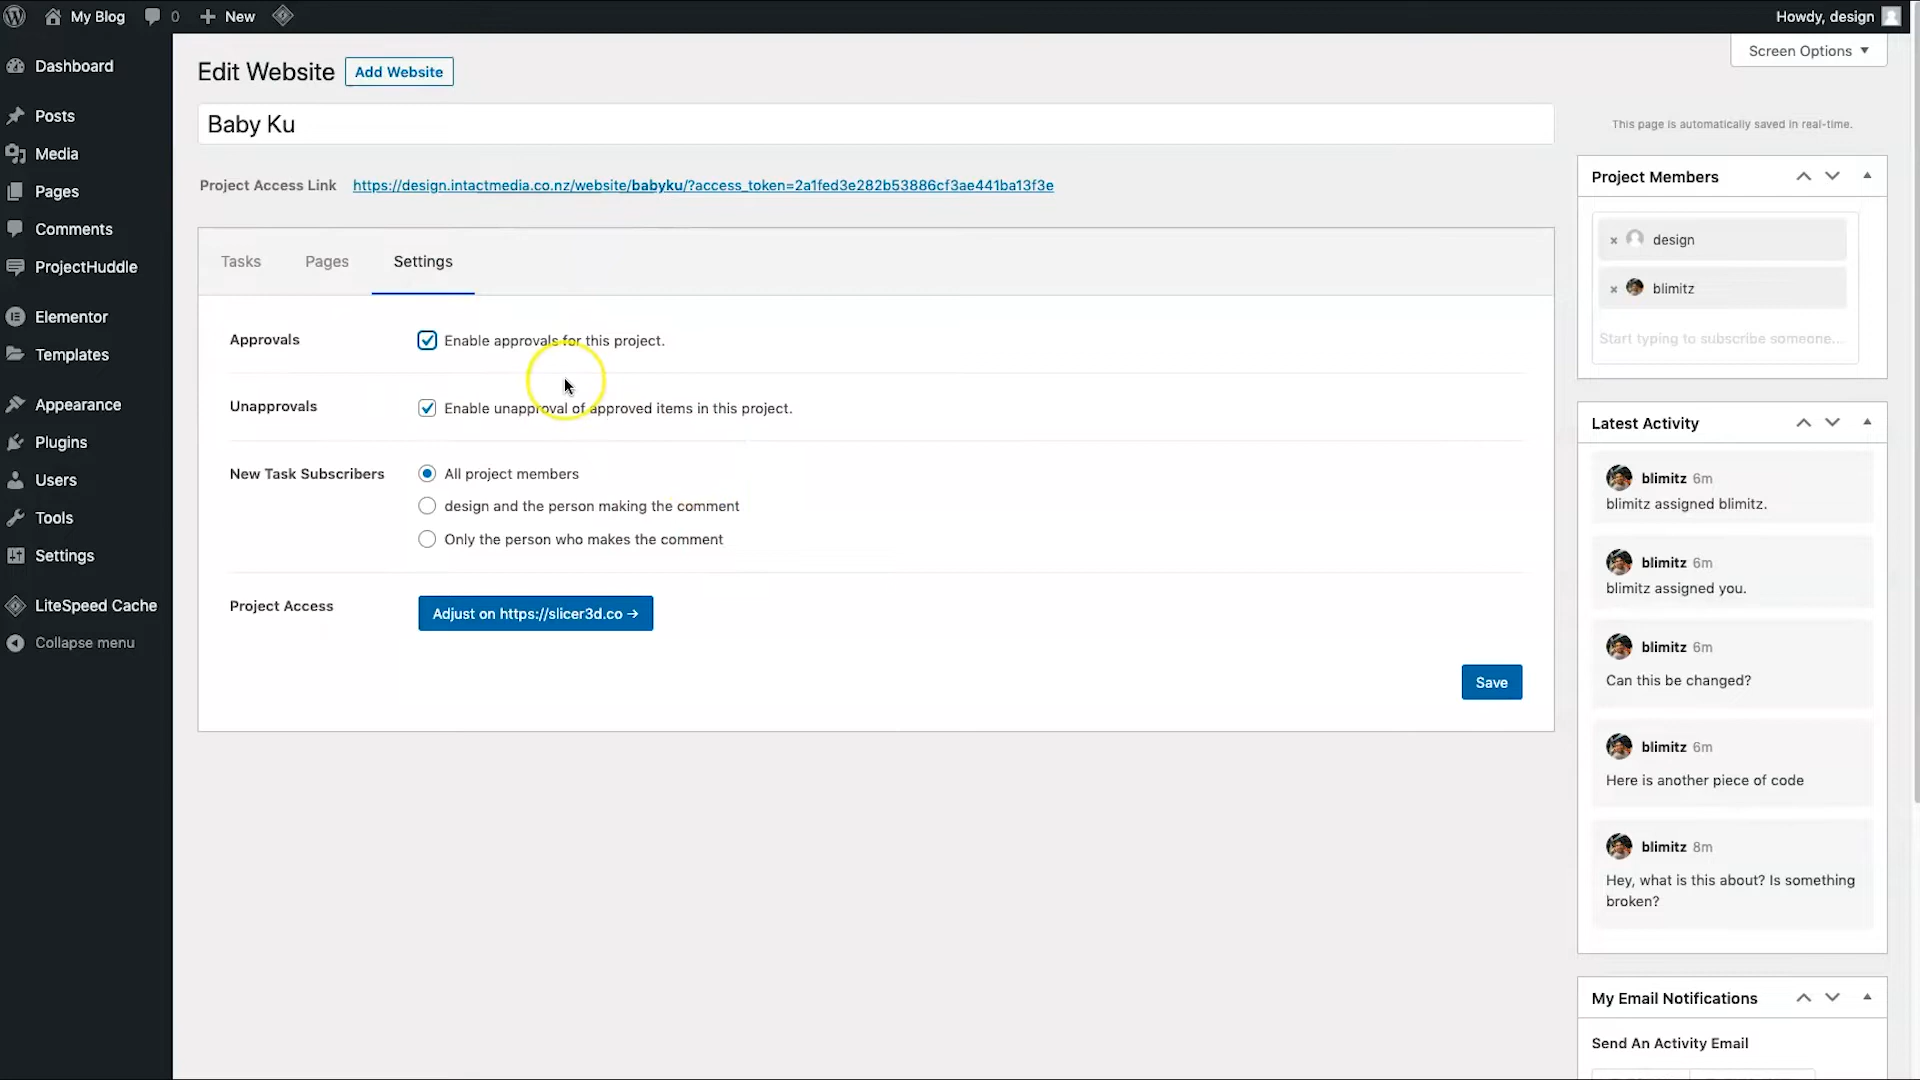 My Blog
0
New
Howdy, design
Dashboard
Posts
Media
Pages
Comments
ProjectHuddle
Elementor
Templates
Appearance
Plugins
Users
Tools
Settings
LiteSpeed Cache
Collapse menu
Screen Options
Edit Website
Add Website
Baby Ku
Project Access Link
https://design.intactmedia.co.nz/website/babyku/?access_token=2a1fed3e282b53886cf3ae441ba13f3e
Tasks
Pages
Settings
Approvals
Enable approvals for this project.
Unapprovals
Enable unapproval of approved items in this project.
New Task Subscribers
All project members
design and the person making the comment
Only the person who makes the comment
Project Access
Adjust on https://slicer3d.co →
Save
This page is automatically saved in real-time.
Project Members
× design
× blimitz
Start typing to subscribe someone...
Latest Activity
blimitz 6m
blimitz assigned blimitz.
blimitz 6m
blimitz assigned you.
blimitz 6m
Can this be changed?
blimitz 6m
Here is another piece of code
blimitz 8m
Hey, what is this about? Is something
broken?
My Email Notifications
Send An Activity Email